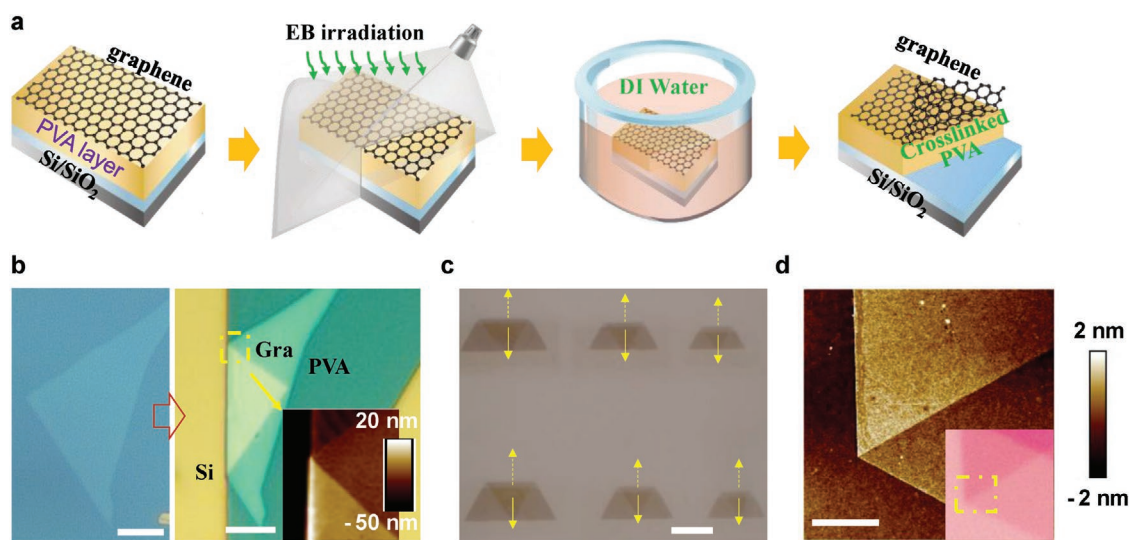 a
graphene
PVA layer
Si/SiO2
EB irradiation
DI Water
graphene
Crosslinked
PVA
Si/SiO2
b
Gra
PVA
Si
20 nm
- 50 nm
c
d
2 nm
- 2 nm